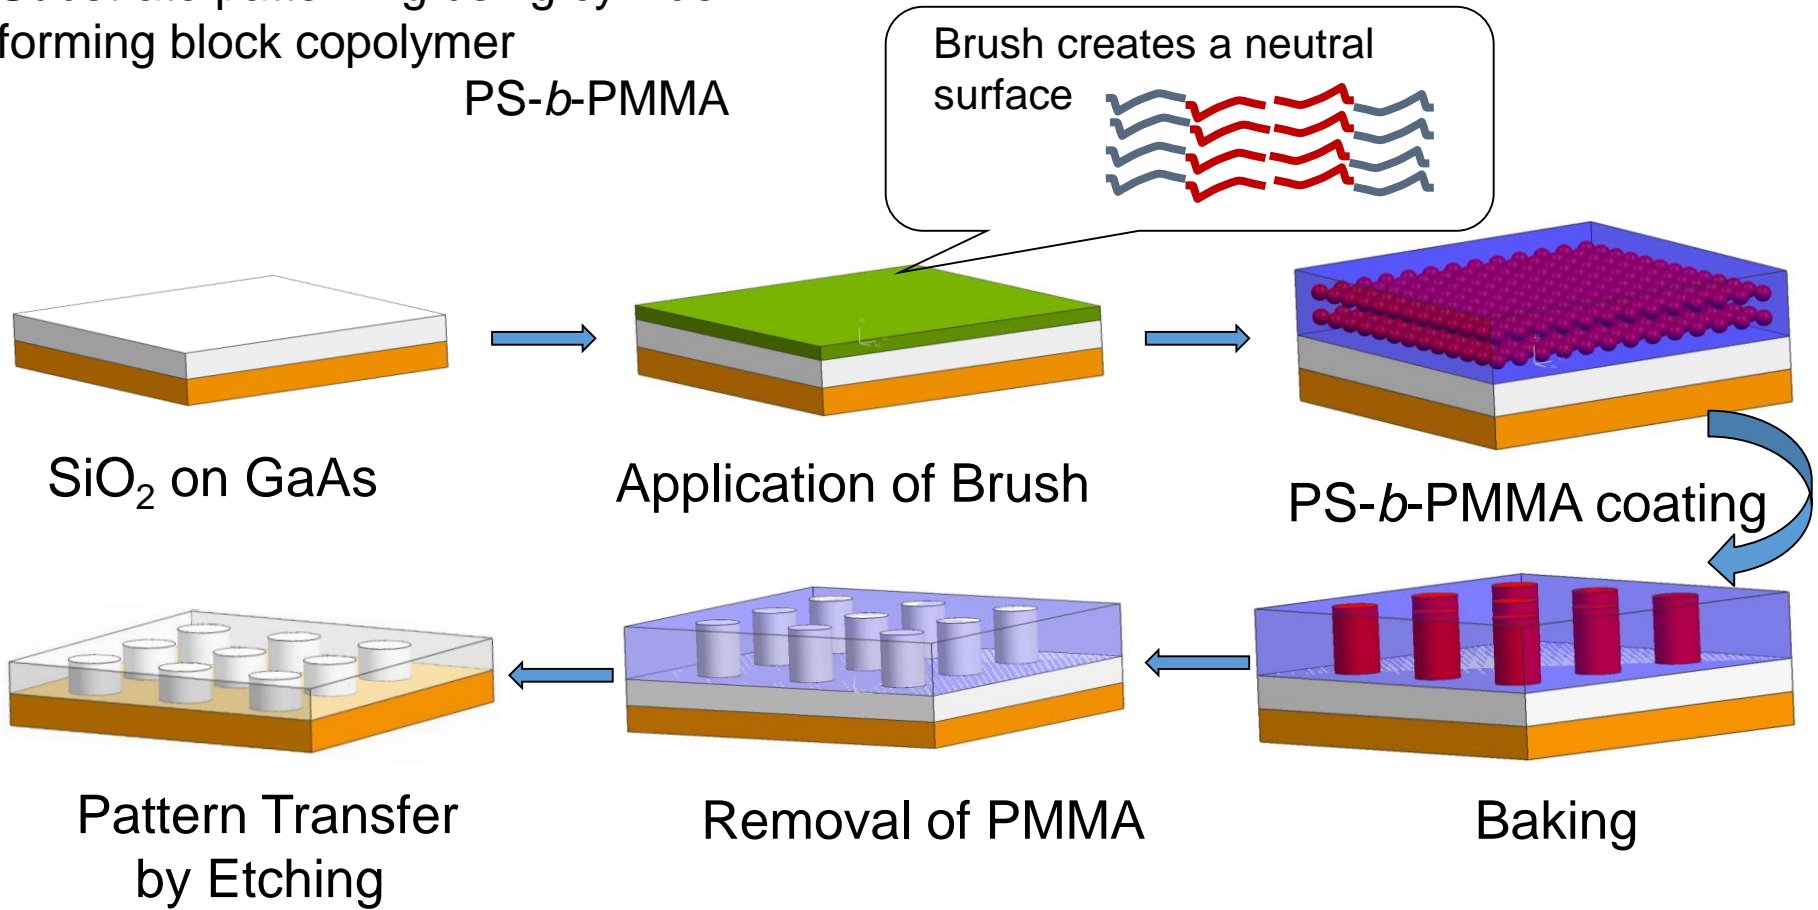 forming block copolymer
PS-b-PMMA
Brush creates a neutral
surface
SiO₂ on GaAs
Application of Brush
PS-b-PMMA coating
Pattern Transfer
by Etching
Removal of PMMA
Baking